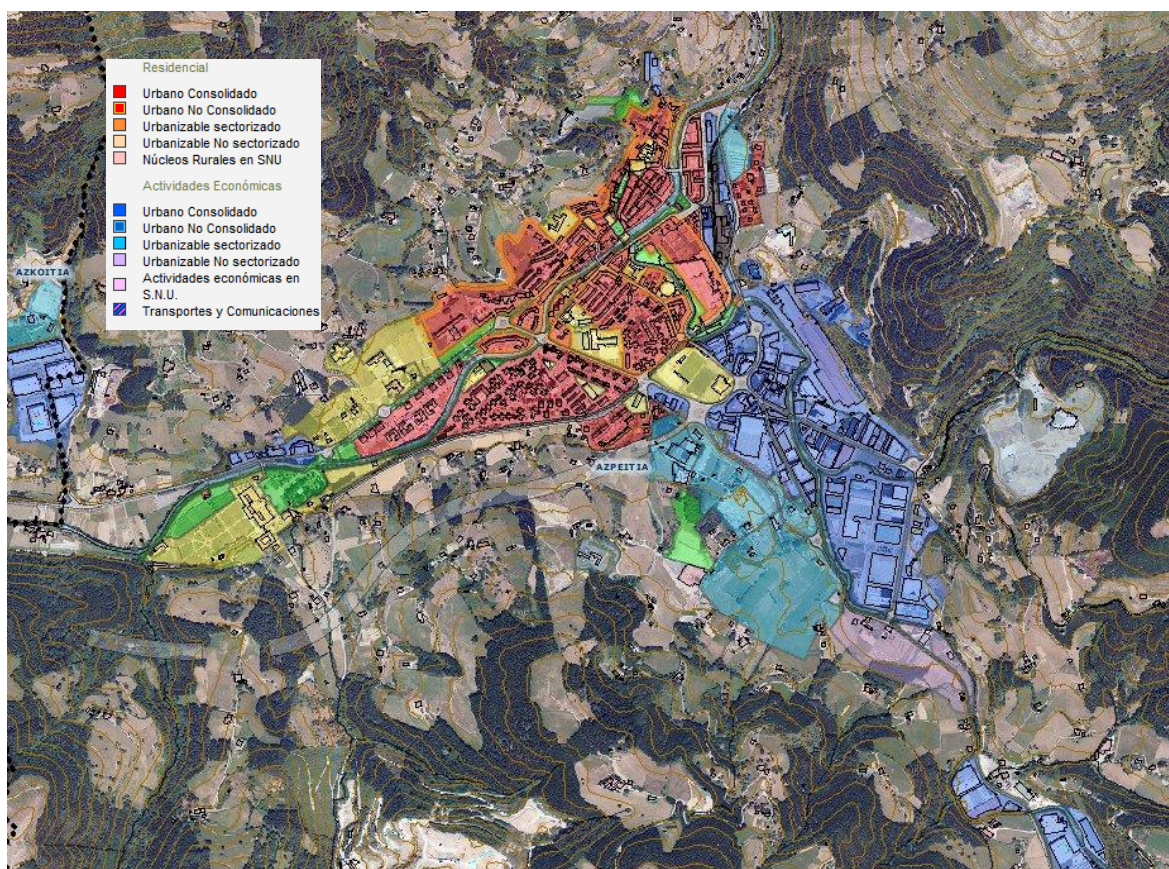 Residencial
Urbano Consolidado
Urbano No Consolidado
Urbanizable sectorizado
Urbanizable No sectorizado
Núcleos Rurales en SNU
Actividades Económicas
Urbano Consolidado
Urbano No Consolidado
Urbanizable sectorizado
Urbanizable No sectorizado
Actividades económicas en
S.N.U.
Transportes y Comunicaciones
AZKOITIA
AZPEITIA